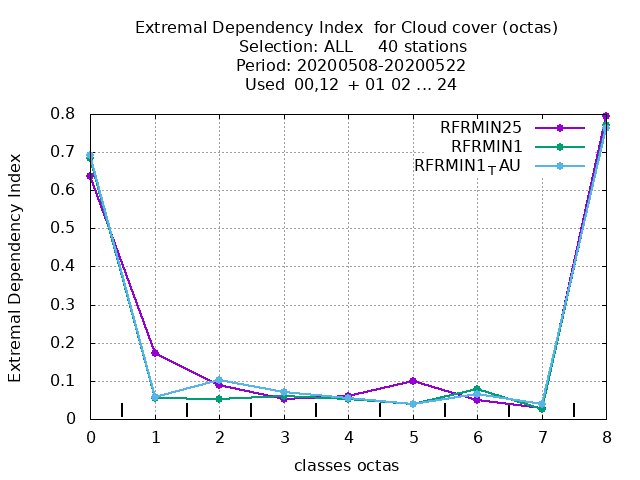 Extremal Dependency Index for Cloud cover (octas)
Selection: ALL 40 stations
Period: 20200508-20200522
Used 00,12 + 01 02 ... 24
Extremal Dependency Index
0.8
0.7
0.6
0.5
0.4
0.3
0.2
0.1
0
RFRMIN25
RFRMIN1
RFRMIN1TAU
0 1 2 3 4 5 6 7 8
classes octas